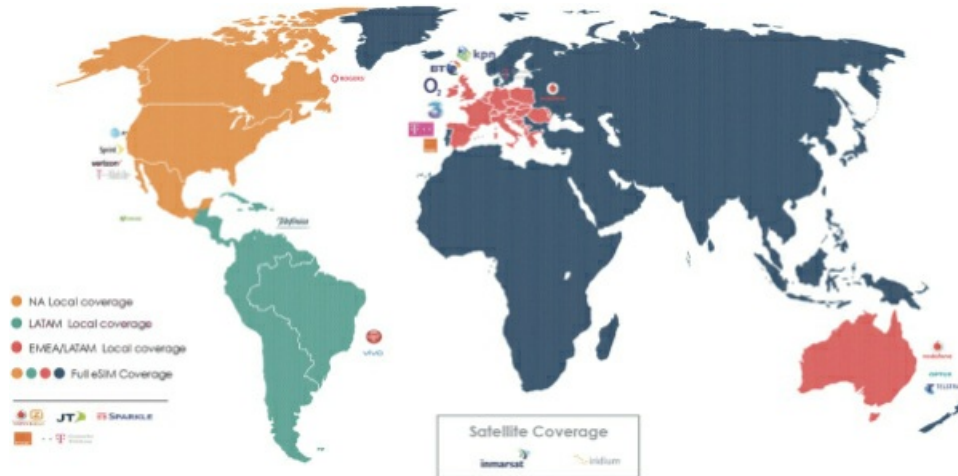 kpn
BT
O2
3
T
ROGERS
Sprint
verizon
T
Telefonica
vivo
NA Local coverage
LATAM Local coverage
EMEA/LATAM Local coverage
Full eSIM Coverage
JT
SPARKLE
T
Satellite Coverage
inmarsat
iridium
vodafone
OPTUS